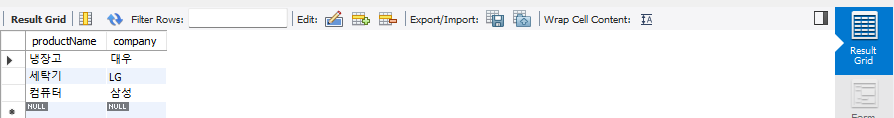 Result Grid Filter Rows: Edit: Export/Import: Wrap Cell Content:
productName company
냉장고 대우
세탁기 LG
컴퓨터 삼성
NULL NULL
Result
Grid